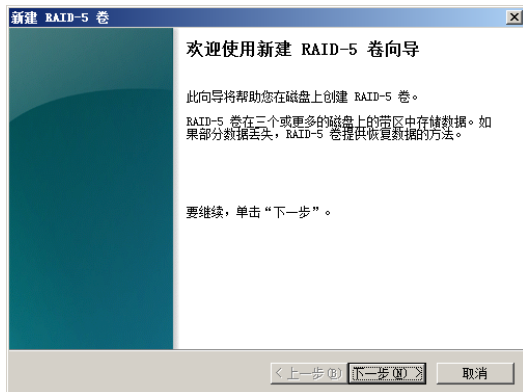 新建 RAID-5 卷
欢迎使用新建 RAID-5 卷向导
此向导将帮助您在磁盘上创建 RAID-5 卷。
RAID-5 卷在三个或更多的磁盘上的带区中存储数据。如
果部分数据丢失，RAID-5 卷提供恢复数据的方法。
要继续，单击“下一步”。
< 上一步(B) 下一步(N) > 取消